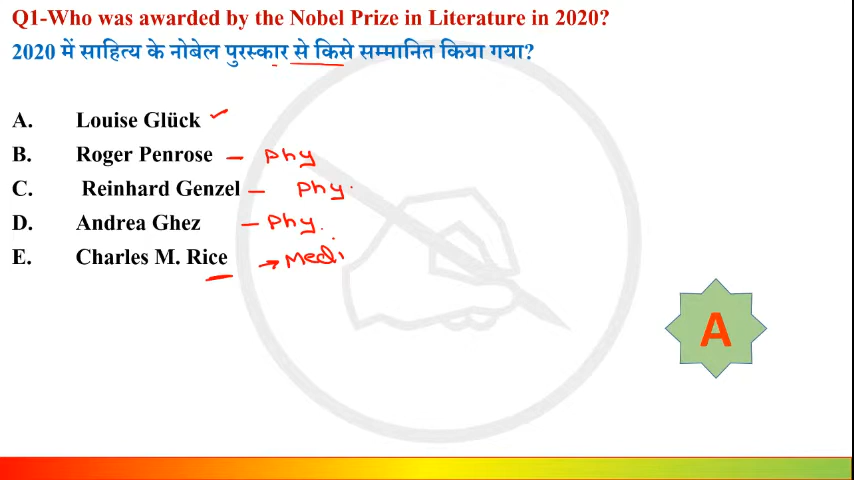 Q1-Who was awarded by the Nobel Prize in Literature in 2020?
2020 में साहित्य के नोबेल पुरस्कार से किसे सम्मानित किया गया?
A. Louise Glück
B. Roger Penrose – Phy
C. Reinhard Genzel – Phy.
D. Andrea Ghez – Phy.
E. Charles M. Rice → Medi
A